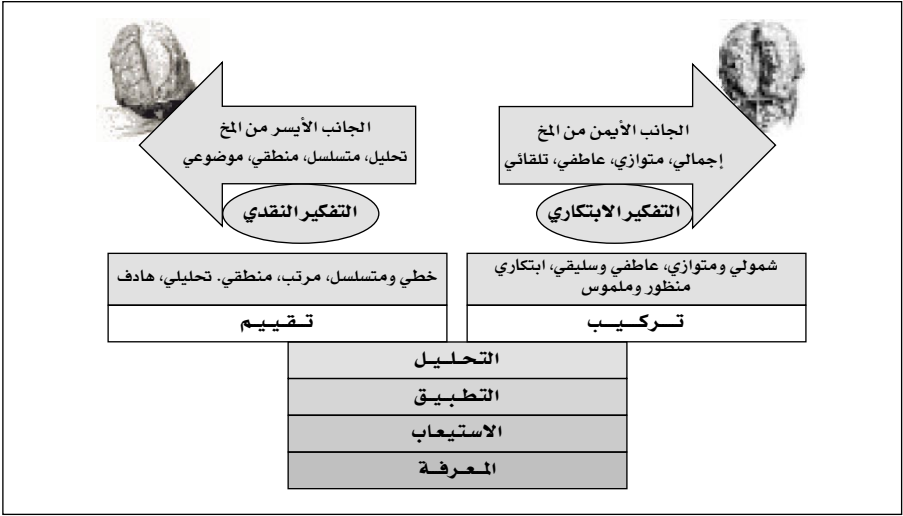 الجانب الأيمن من المخ
إجمالي، متوازي، عاطفي، تلقائي
التفكير الابتكاري
الجانب الأيسر من المخ
تحليل، متسلسل، منطقي، موضوعي
التفكير النقدي
شمولي ومتوازي، عاطفي وسليقي، ابتكاري
منظور وملموس
تركيب
خطي ومتسلسل، مرتب، منطقي. تحليلي، هادف
تقييم
التحليل
التطبيق
الاستيعاب
المعرفة